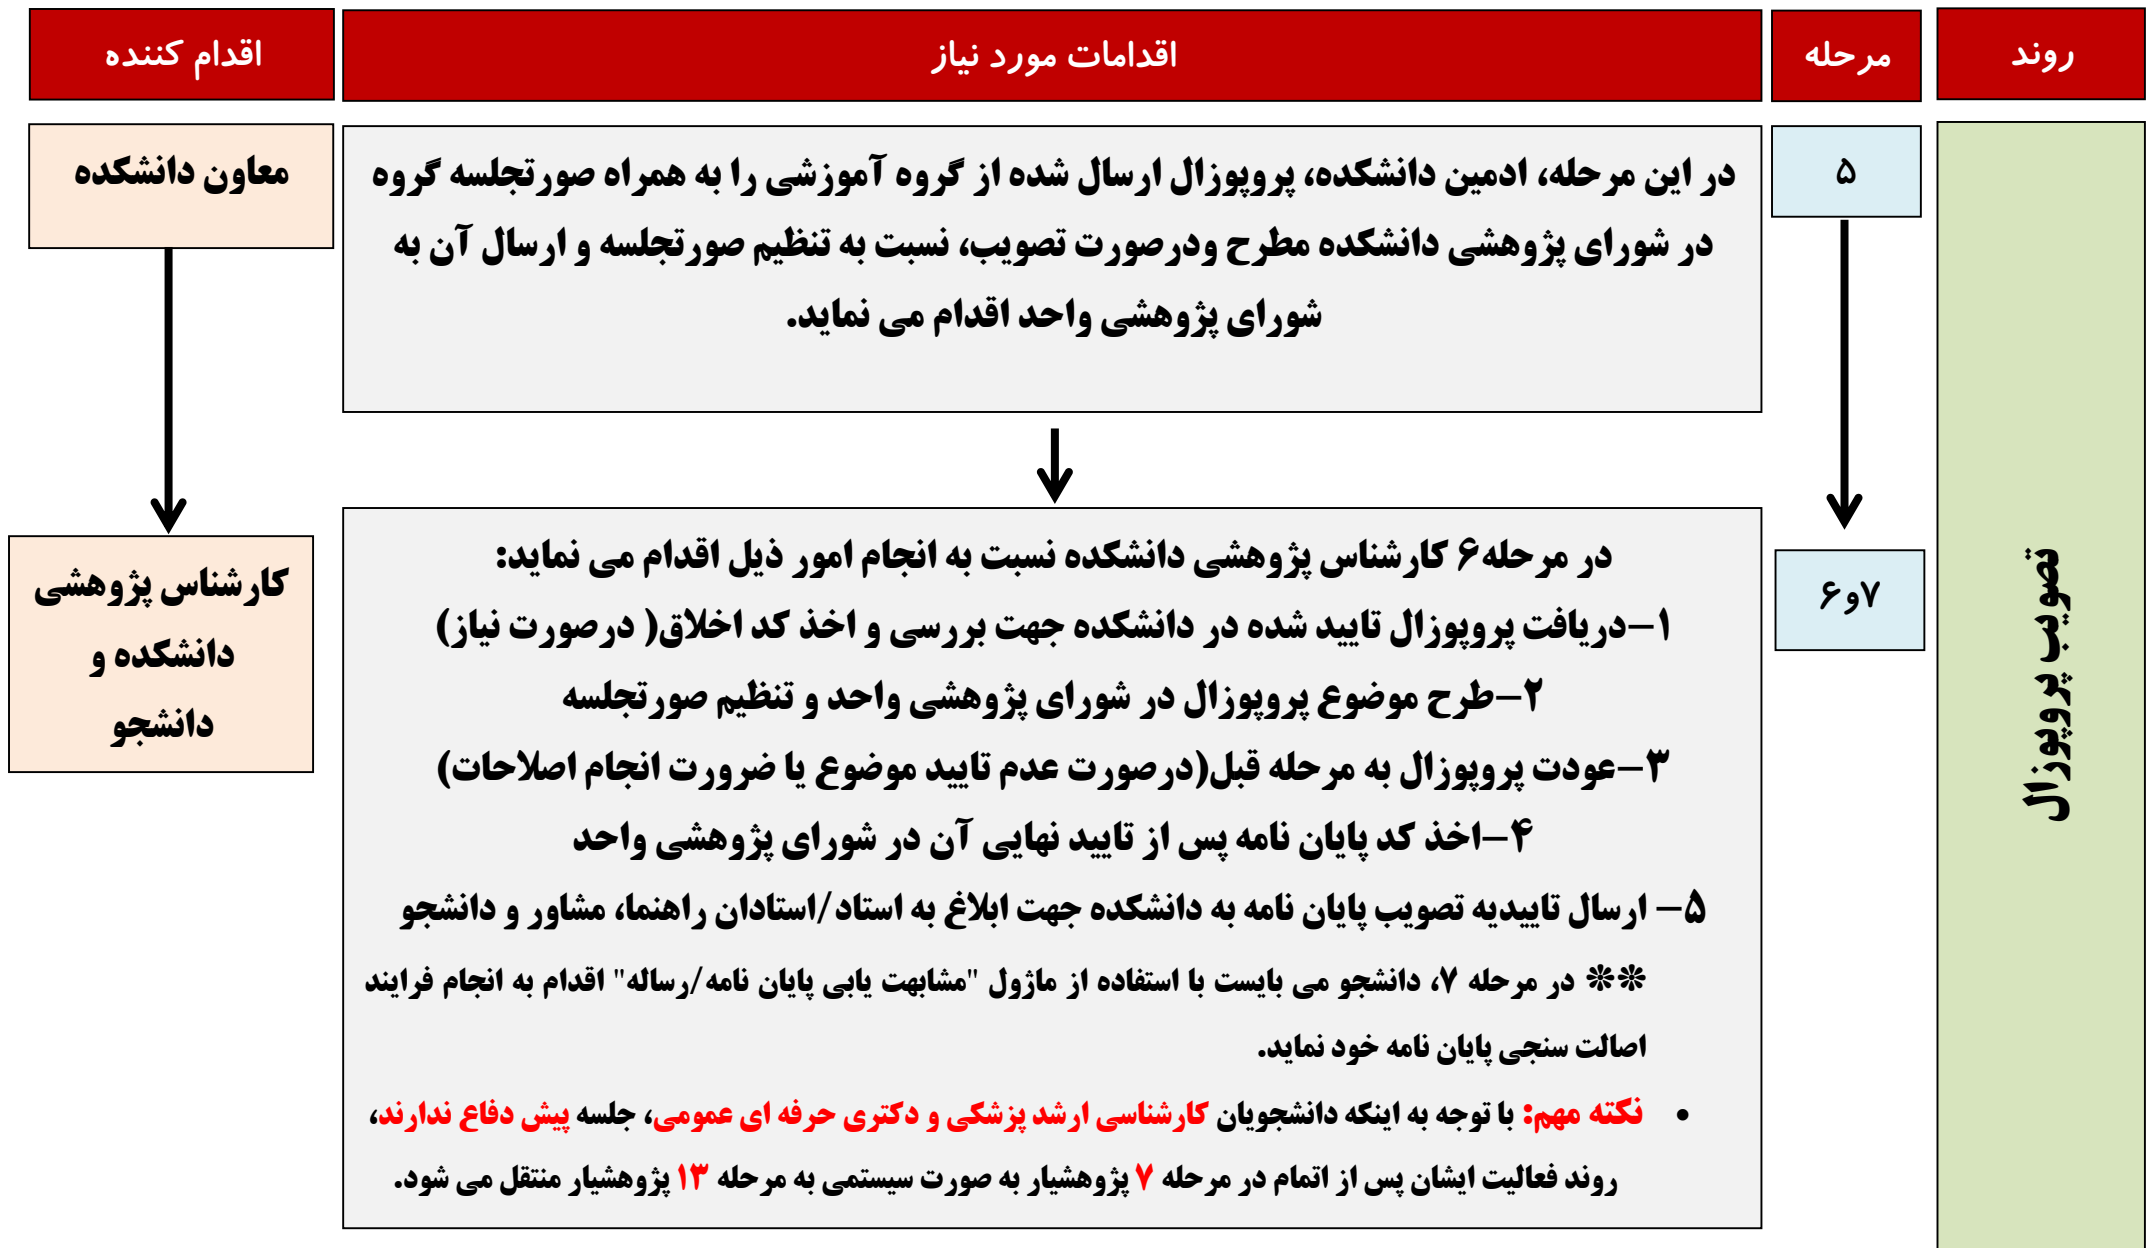 روند
مرحله
اقدامات مورد نیاز
اقدام کننده
تصویب پروپوزال
۵
در این مرحله، ادمین دانشکده، پروپوزال ارسال شده از گروه آموزشی را به همراه صورتجلسه گروه
در شورای پژوهشی دانشکده مطرح ودرصورت تصویب، نسبت به تنظیم صورتجلسه و ارسال آن به
شورای پژوهشی واحد اقدام می نماید.
معاون دانشکده
۶و۷
در مرحله۶ کارشناس پژوهشی دانشکده نسبت به انجام امور ذیل اقدام می نماید:
۱–دریافت پروپوزال تایید شده در دانشکده جهت بررسی و اخذ کد اخلاق( درصورت نیاز)
۲–طرح موضوع پروپوزال در شورای پژوهشی واحد و تنظیم صورتجلسه
۳–عودت پروپوزال به مرحله قبل(درصورت عدم تایید موضوع یا ضرورت انجام اصلاحات)
۴–اخذ کد پایان نامه پس از تایید نهایی آن در شورای پژوهشی واحد
۵– ارسال تاییدیه تصویب پایان نامه به دانشکده جهت ابلاغ به استاد/استادان راهنما، مشاور و دانشجو
❊❊ در مرحله ۷، دانشجو می بایست با استفاده از ماژول "مشابهت یابی پایان نامه/رساله" اقدام به انجام فرایند
اصالت سنجی پایان نامه خود نماید.
• نکته مهم: با توجه به اینکه دانشجویان کارشناسی ارشد پزشکی و دکتری حرفه ای عمومی، جلسه پیش دفاع ندارند،
روند فعالیت ایشان پس از اتمام در مرحله ۷ پژوهشیار به صورت سیستمی به مرحله ۱۳ پژوهشیار منتقل می شود.
کارشناس پژوهشی
دانشکده و
دانشجو